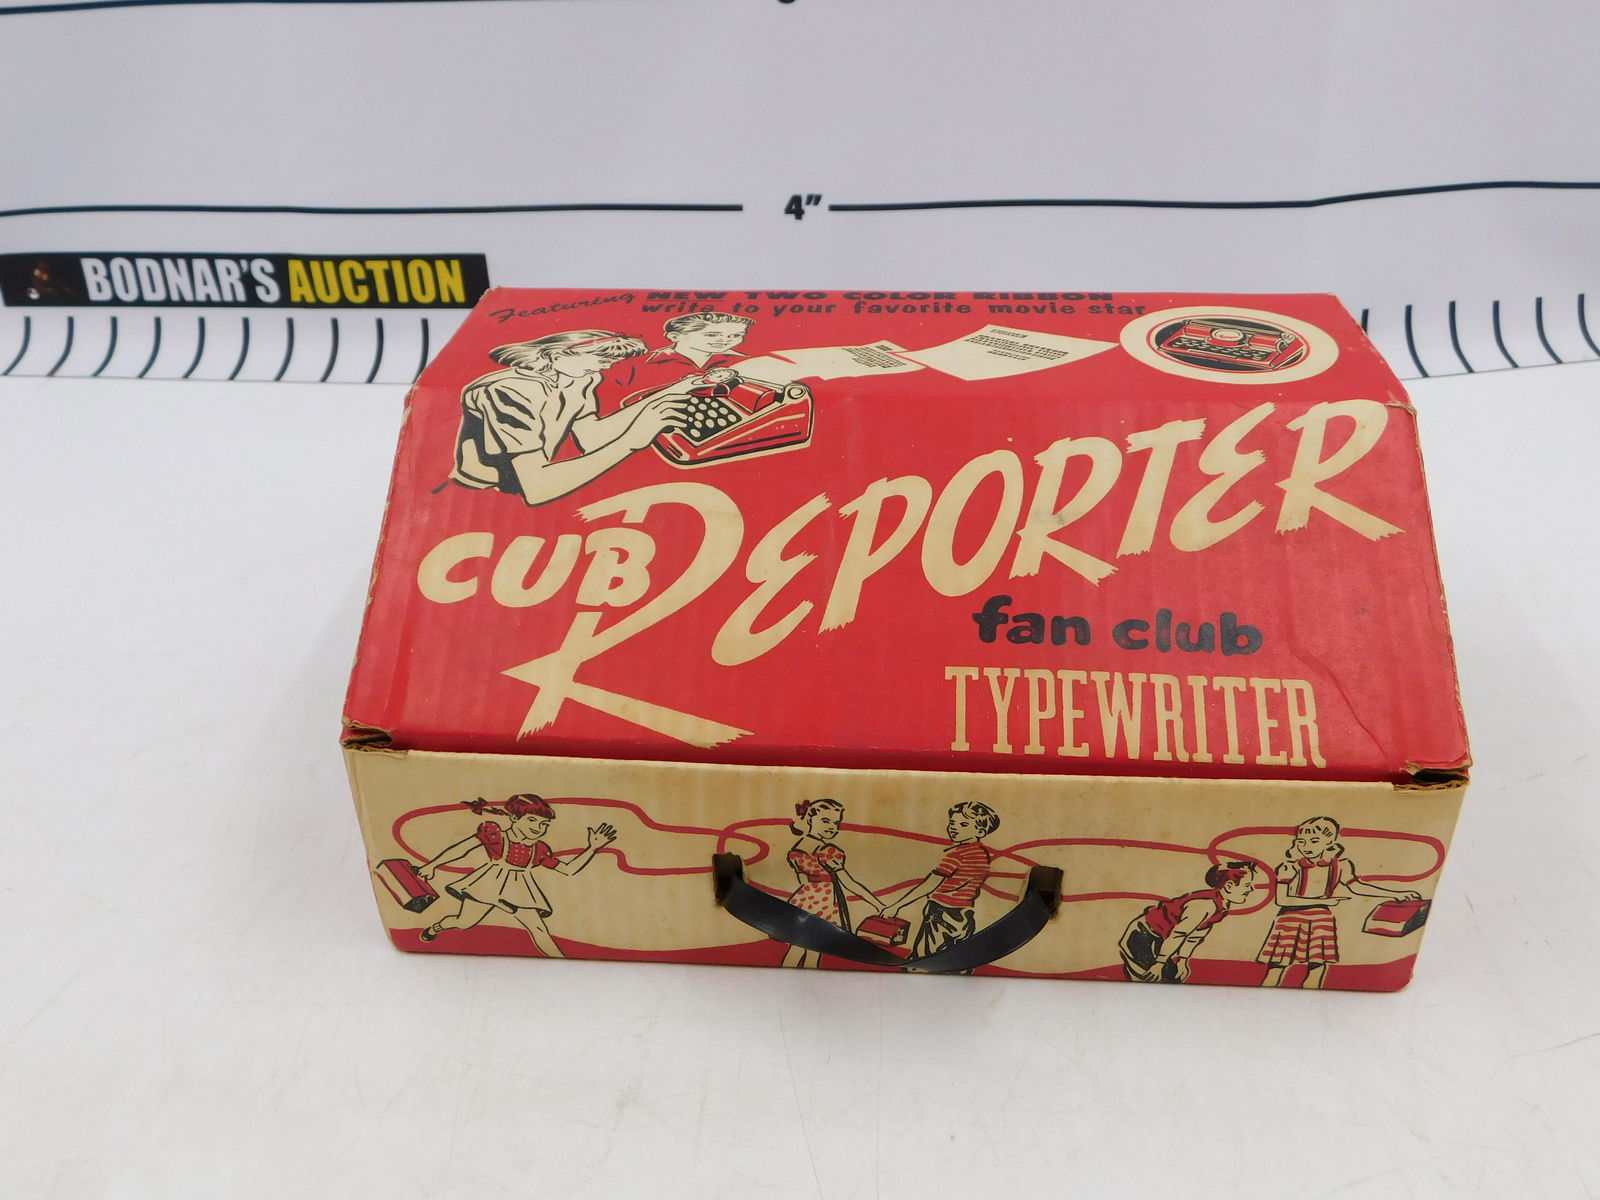 4"
BODNAR'S AUCTION
Featuring NEW TWO COLOR RIBBON
write to your favorite movie star
CUB REPORTER
fan club
TYPEWRITER